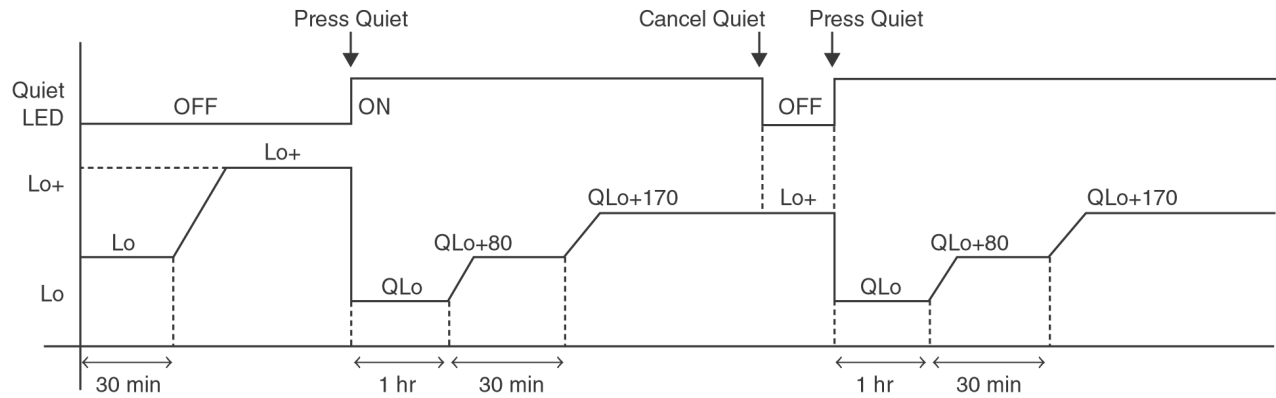 Press Quiet
Cancel Quiet
Press Quiet
Quiet
LED
OFF
ON
OFF
Lo+
Lo+
Lo
Lo
QLo
QLo+80
QLo+170
Lo+
QLo
QLo+80
QLo+170
30 min
1 hr
30 min
1 hr
30 min